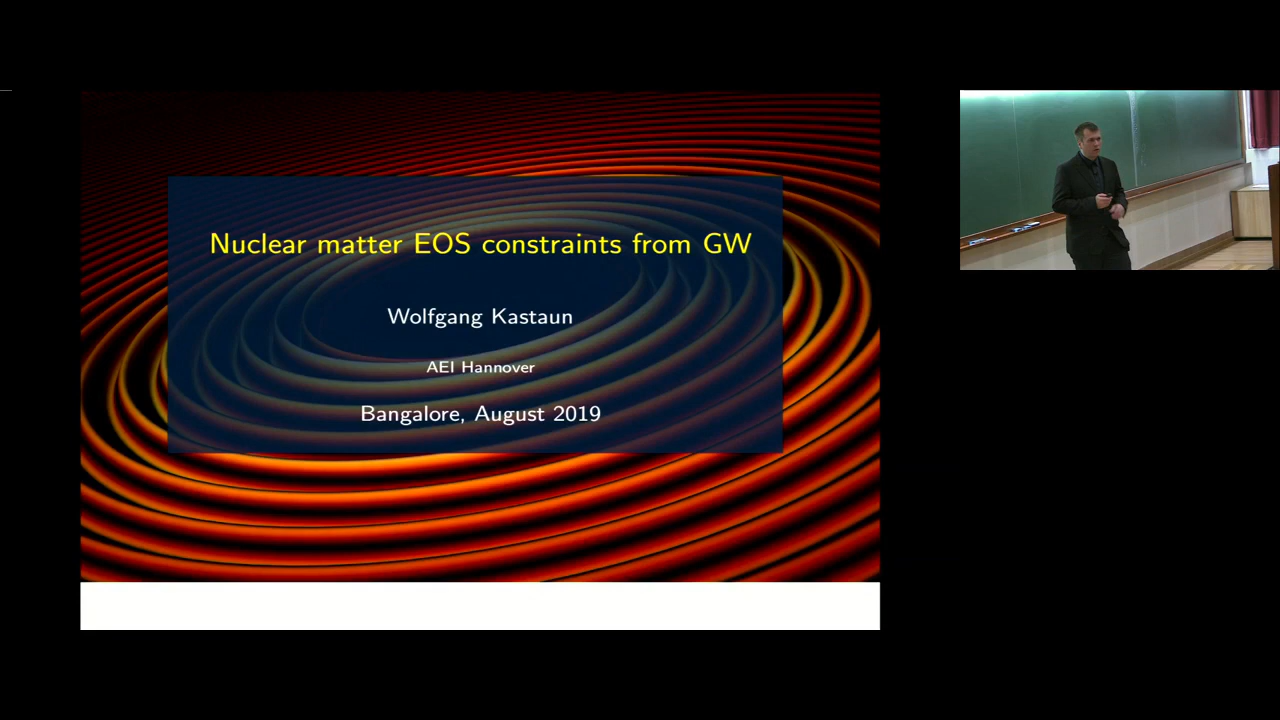 Nuclear matter EOS constraints from GW
Wolfgang Kastaun
AEI Hannover
Bangalore, August 2019